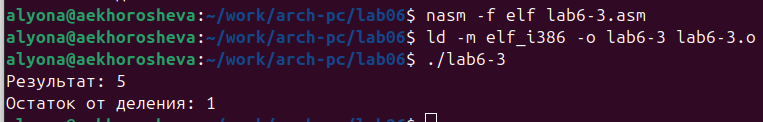 alyona@aekhorosheva:~/work/arch-pc/lab06$ nasm -f elf lab6-3.asm
alyona@aekhorosheva:~/work/arch-pc/lab06$ ld -m elf_i386 -o lab6-3 lab6-3.o
alyona@aekhorosheva:~/work/arch-pc/lab06$ ./lab6-3
Результат: 5
Остаток от деления: 1
alyona@aekhorosheva:~/work/arch-pc/lab06$